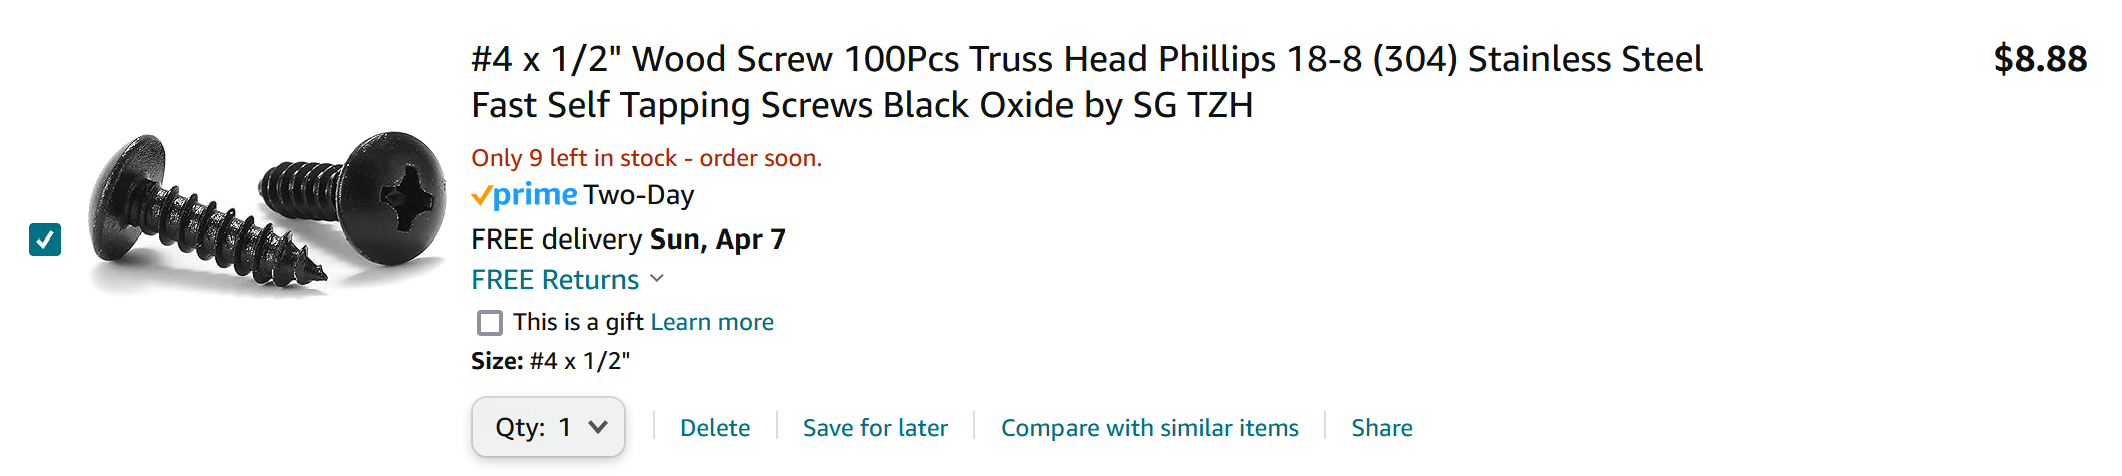 #4 x 1/2" Wood Screw 100Pcs Truss Head Phillips 18-8 (304) Stainless Steel
Fast Self Tapping Screws Black Oxide by SG TZH
$8.88
Only 9 left in stock - order soon.
prime Two-Day
FREE delivery Sun, Apr 7
FREE Returns
This is a gift Learn more
Size: #4 x 1/2"
Qty: 1 Delete Save for later Compare with similar items Share